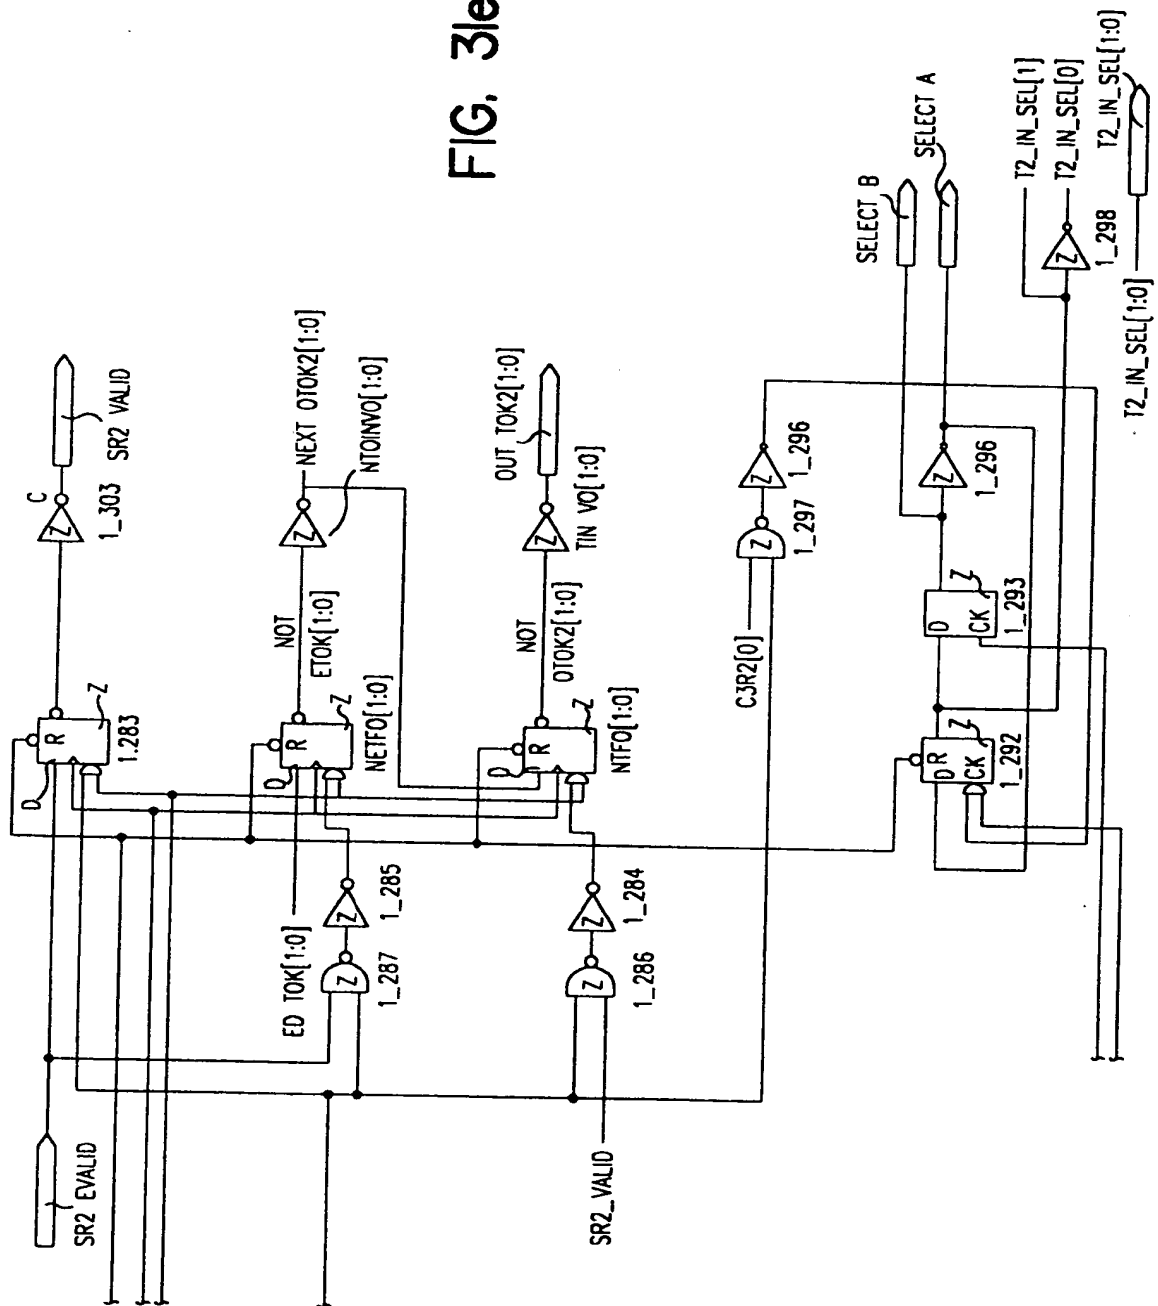 FIG. 31e
SR2 EVALID
D
R
Z
1.283
Z
C
1_303
SR2 VALID
ED TOK[1:0]
Z
1_287
Z
1_285
D
R
Z
NETFO[1:0]
NOT
ETOK[1:0]
Z
NEXT OTOK2[1:0]
NTOINVO[1:0]
SR2_VALID
Z
1_286
Z
1_284
D
R
Z
NTFO[1:0]
NOT
OTOK2[1:0]
Z
TIN VO[1:0]
OUT TOK2[1:0]
C3R2[0]
Z
1_297
Z
1_296
D R
CK
Z
1_292
D
CK
Z
1_293
Z
1_296
SELECT B
SELECT A
Z
1_298
T2_IN_SEL[1]
T2_IN_SEL[0]
T2_IN_SEL[1:0]
T2_IN_SEL[1:0]